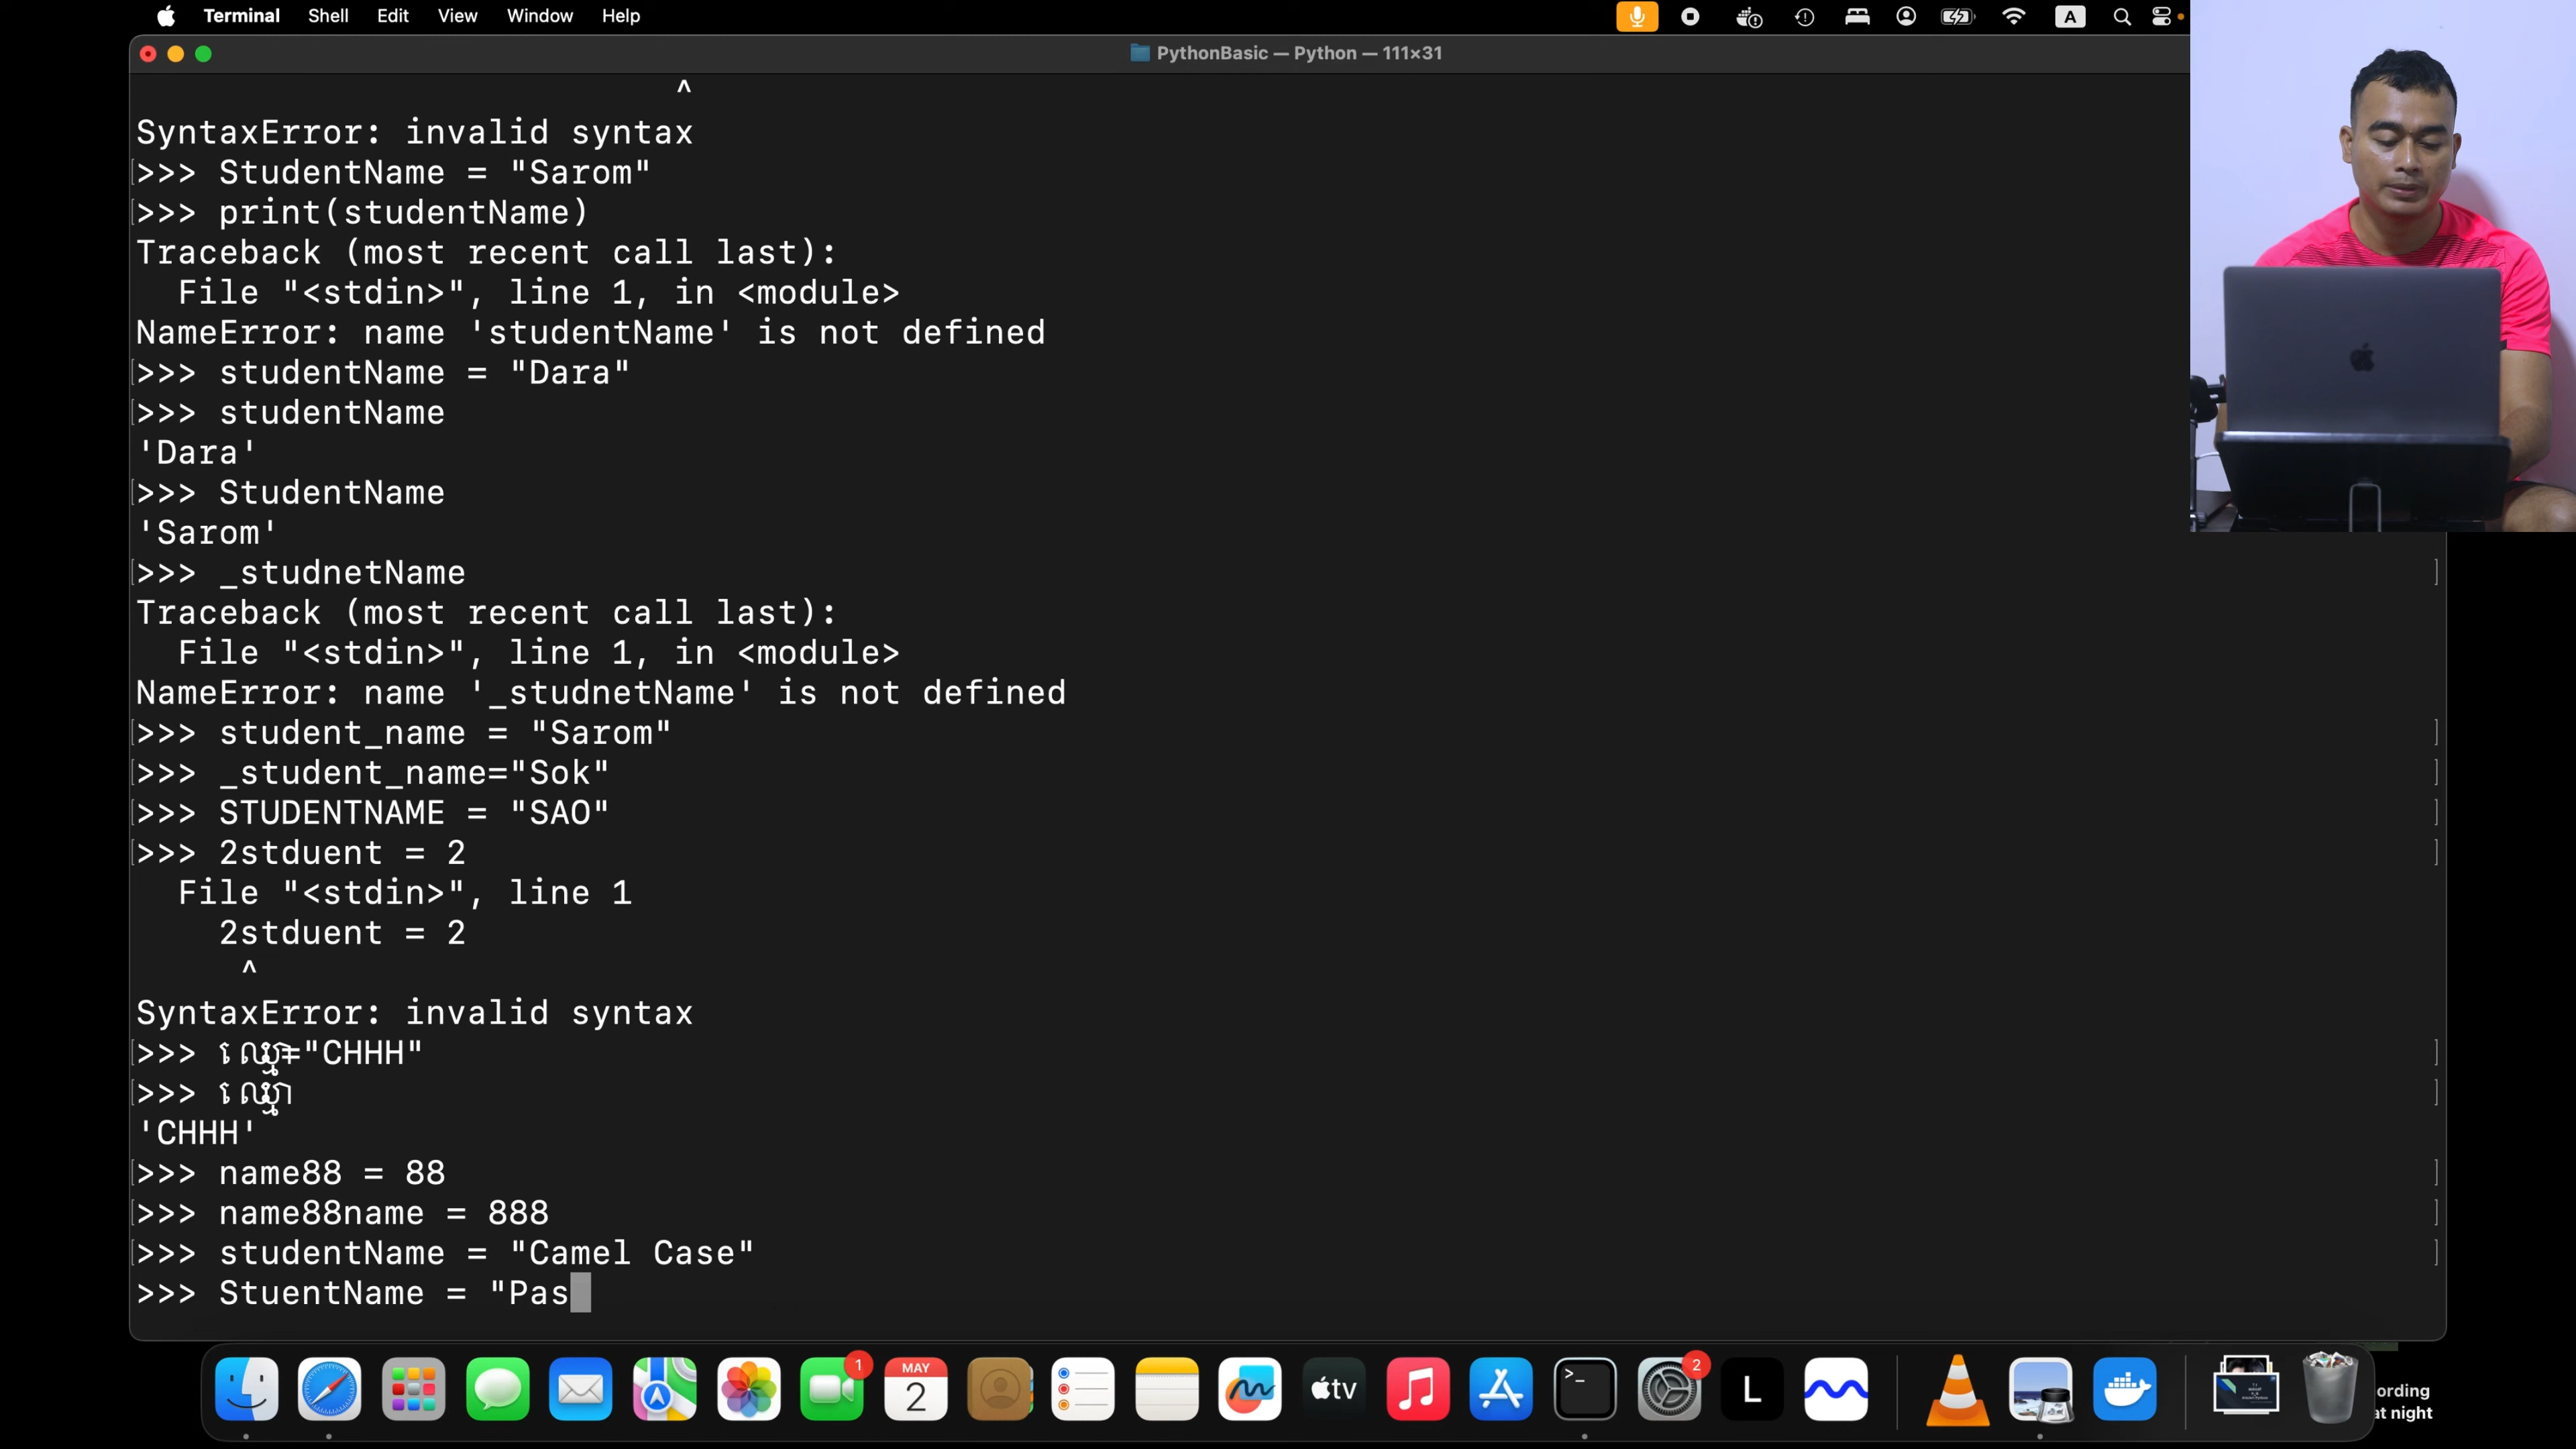 Terminal Shell Edit View Window Help
A
PythonBasic — Python — 111×31
^
SyntaxError: invalid syntax
>>> StudentName = "Sarom"
>>> print(studentName)
Traceback (most recent call last):
File "<stdin>", line 1, in <module>
NameError: name 'studentName' is not defined
>>> studentName = "Dara"
>>> studentName
'Dara'
>>> StudentName
'Sarom'
>>> _studnetName
Traceback (most recent call last):
File "<stdin>", line 1, in <module>
NameError: name '_studnetName' is not defined
>>> student_name = "Sarom"
>>> _student_name="Sok"
>>> STUDENTNAME = "SAO"
>>> 2stduent = 2
File "<stdin>", line 1
2stduent = 2
^
SyntaxError: invalid syntax
>>> ឈ្មោះ="CHHH"
>>> ឈ្មោះ
'CHHH'
>>> name88 = 88
>>> name88name = 888
>>> studentName = "Camel Case"
>>> StuentName = "Pas
1
MAY
2
tv
>_
2
L
ording
at night